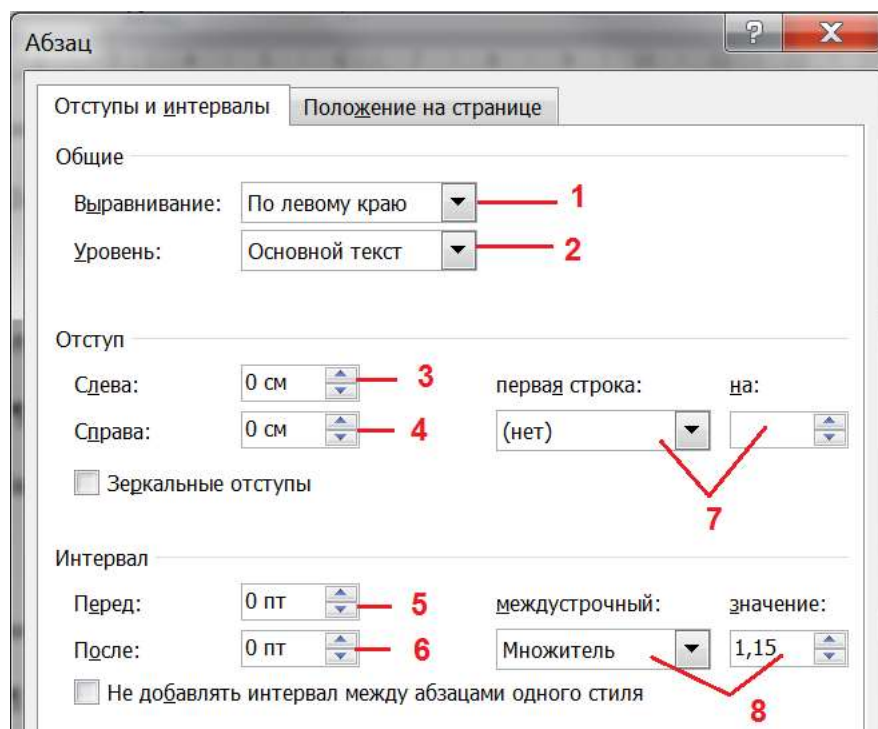 Абзац
?
X
Отступы и интервалы Положение на странице
Общие
Выравнивание: По левому краю 1
Уровень: Основной текст 2
Отступ
Слева: 0 см 3 первая строка: на:
Справа: 0 см 4 (нет)
Зеркальные отступы
7
Интервал
Перед: 0 пт 5 междустрочный: значение:
После: 0 пт 6 Множитель 1,15
Не добавлять интервал между абзацами одного стиля
8